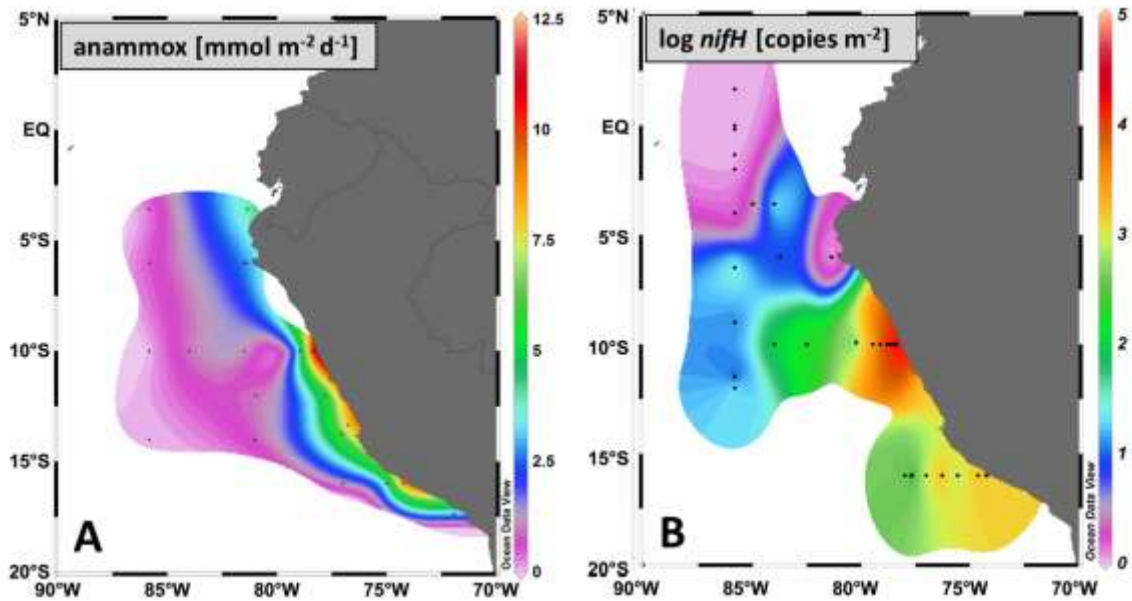 anammox [mmol m⁻² d⁻¹]
5°N
EQ
5°S
10°S
15°S
20°S
90°W 85°W 80°W 75°W 70°W
12.5
10
7.5
5
2.5
0
Ocean Data View
A
log nifH [copies m⁻²]
5°N
EQ
5°S
10°S
15°S
20°S
90°W 85°W 80°W 75°W 70°W
5
4
3
2
1
0
Ocean Data View
B